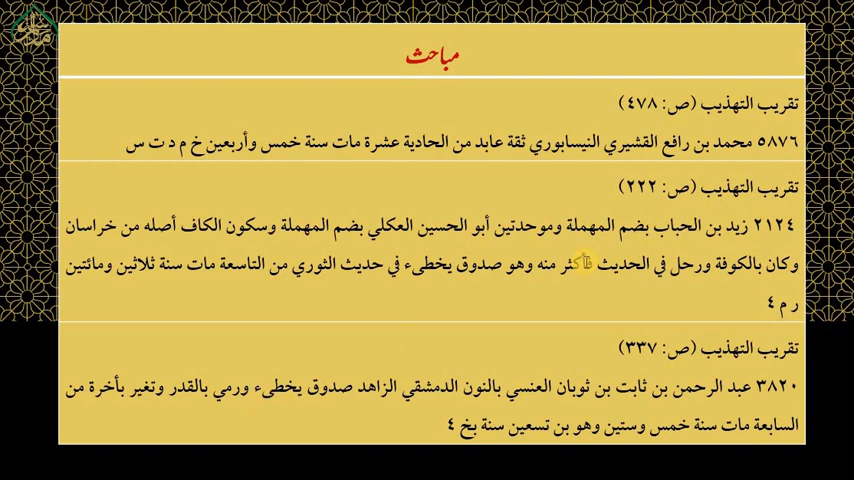 مباحث
تقريب التهذيب (ص: ٤٧٨)
٥٨٧٦ محمد بن رافع القشيري النيسابوري ثقة عابد من الحادية عشرة مات سنة خمس وأربعين خ م د ت س
تقريب التهذيب (ص: ٢٢٢)
٢١٢٤ زيد بن الحباب بضم المهملة وموحدتين أبو الحسين العكلي بضم المهملة وسكون الكاف أصله من خراسان
وكان بالكوفة ورحل في الحديث فأكثر منه وهو صدوق يخطىء في حديث الثوري من التاسعة مات سنة ثلاثين ومائتين
ر م ٤
تقريب التهذيب (ص: ٣٣٧)
٣٨٢٠ عبد الرحمن بن ثابت بن ثوبان العنسي بالنون الدمشقي الزاهد صدوق يخطىء ورمي بالقدر وتغير بأخرة من
السابعة مات سنة خمس وستين وهو بن تسعين سنة بخ ٤